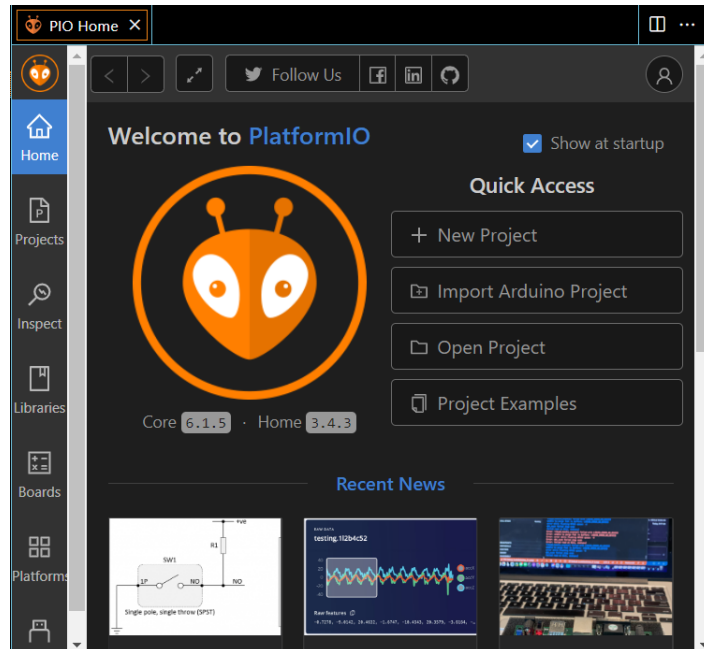 PIO Home
Follow Us
Home
Projects
Inspect
Libraries
Boards
Platforms
Welcome to PlatformIO
Show at startup
Quick Access
New Project
Import Arduino Project
Open Project
Project Examples
Core 6.1.5 · Home 3.4.3
Recent News
+ve
R1
SW1
1P
NO
NO
Single pole, single throw (SPST)
RAW DATA
testing.1l2b4c52
Raw features